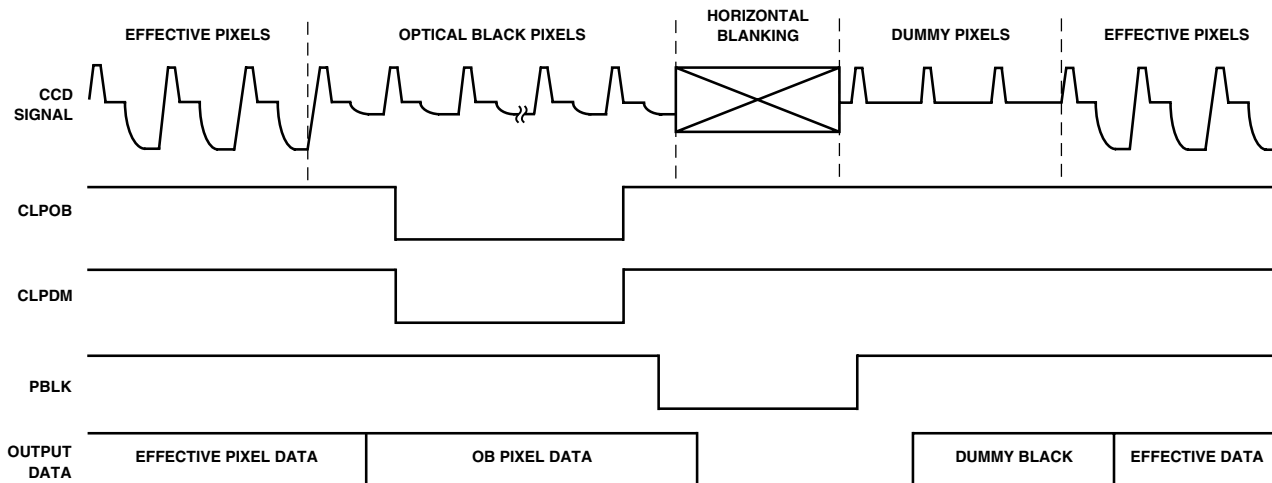 EFFECTIVE PIXELS
OPTICAL BLACK PIXELS
HORIZONTAL
BLANKING
DUMMY PIXELS
EFFECTIVE PIXELS
CCD
SIGNAL
CLPOB
CLPDM
PBLK
OUTPUT
DATA
EFFECTIVE PIXEL DATA
OB PIXEL DATA
DUMMY BLACK
EFFECTIVE DATA